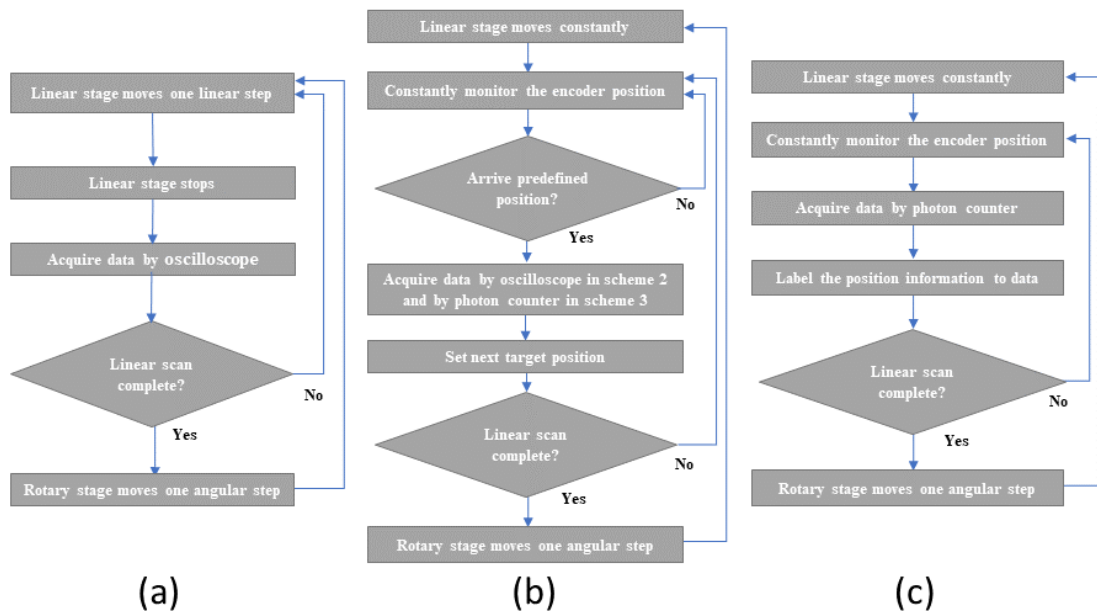 Linear stage moves one linear step
Linear stage stops
Acquire data by oscilloscope
Linear scan
complete?
No
Yes
Rotary stage moves one angular step
(a)
Linear stage moves constantly
Constantly monitor the encoder position
Arrive predefined
position?
No
Yes
Acquire data by oscilloscope in scheme 2
and by photon counter in scheme 3
Set next target position
Linear scan
complete?
No
Yes
Rotary stage moves one angular step
(b)
Linear stage moves constantly
Constantly monitor the encoder position
Acquire data by photon counter
Label the position information to data
Linear scan
complete?
No
Yes
Rotary stage moves one angular step
(c)